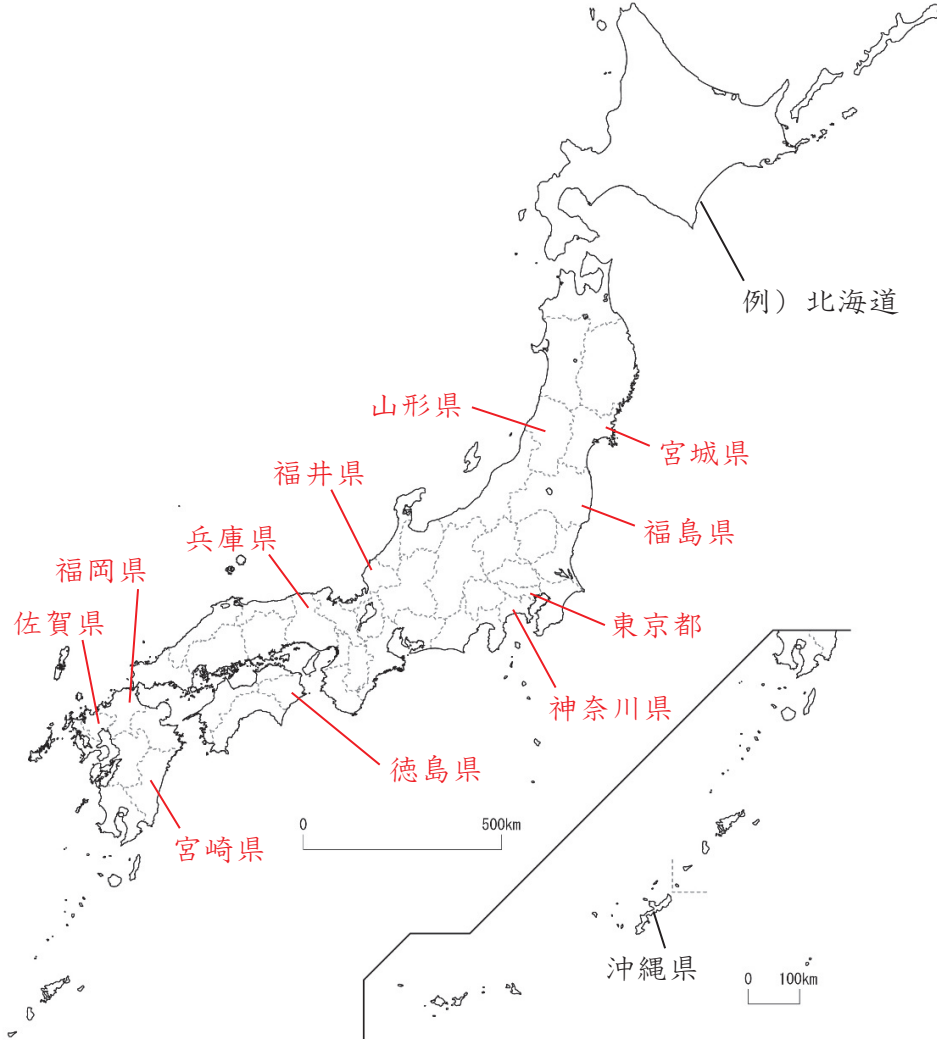 例）北海道
山形県
宮城県
福井県
福島県
兵庫県
福岡県
佐賀県
東京都
神奈川県
徳島県
宮崎県
0 500km
沖縄県
0 100km